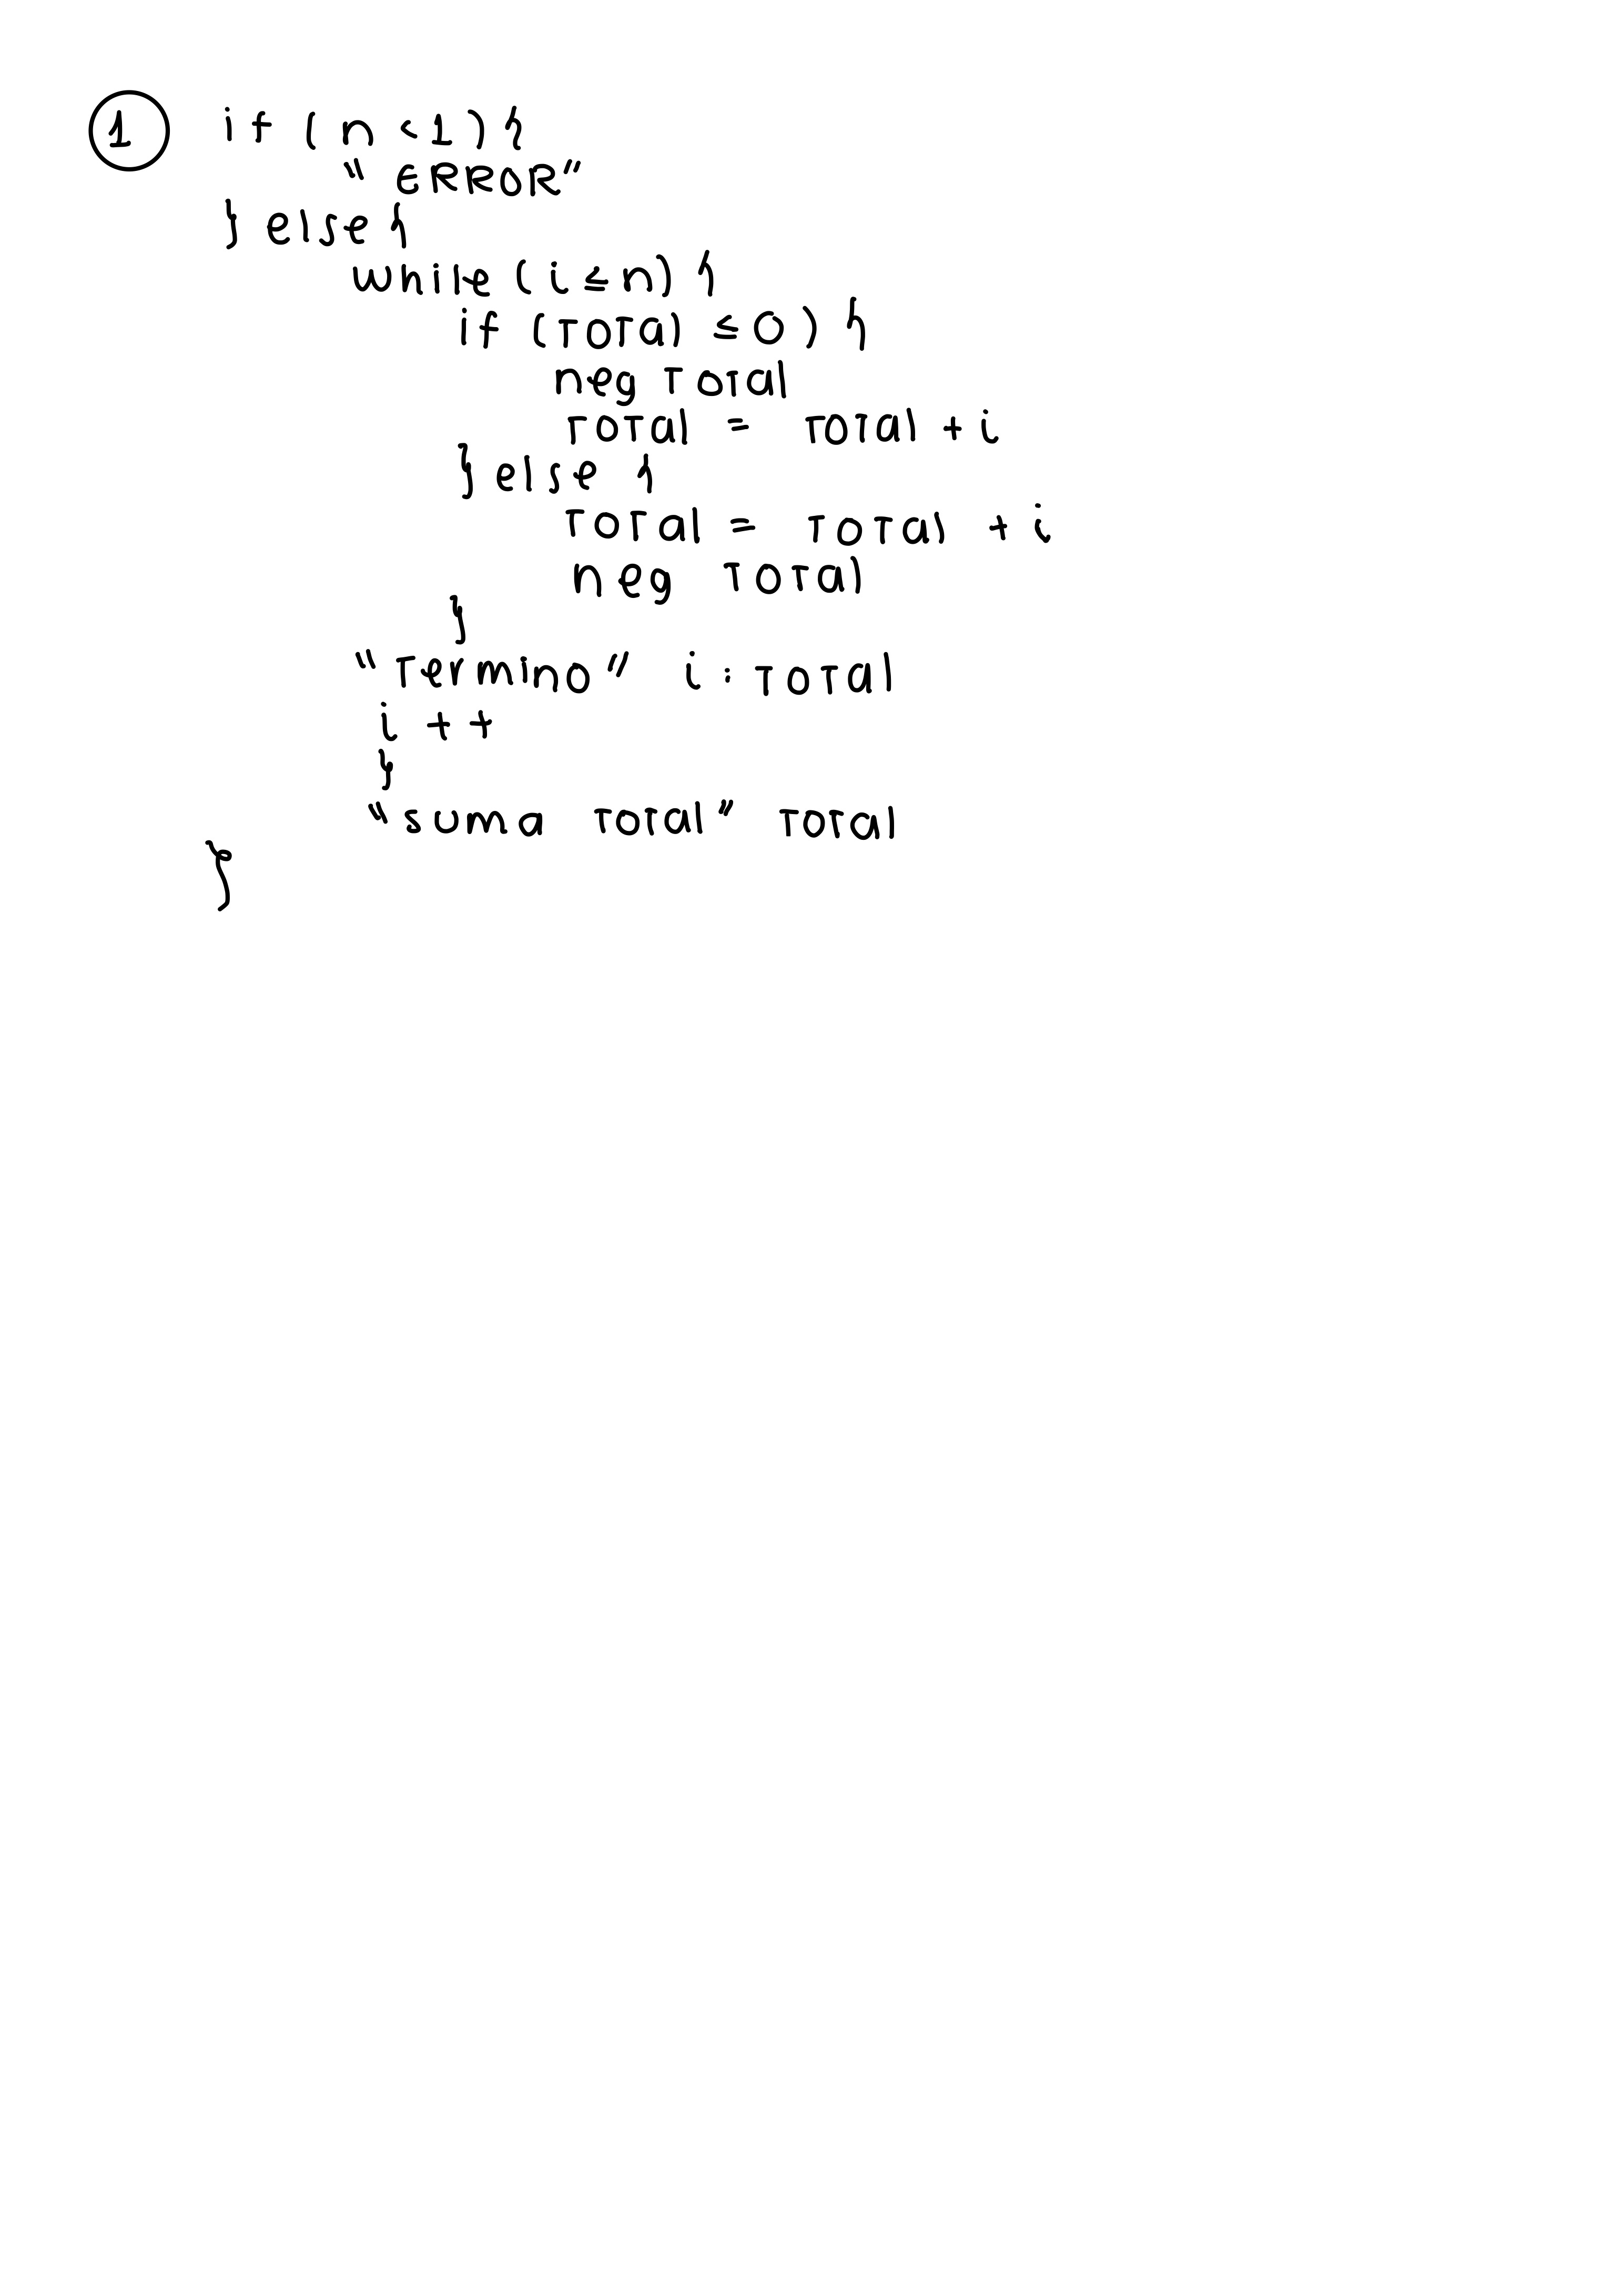 1 if (n < 1) {
"ERROR"
} else {
while (i ≤ n) {
if (Total ≤ 0) {
neg Total
Total = Total + i
} else {
Total = Total + i
neg Total
}
"Termino" i : Total
i ++
}
"suma Total" Total
}